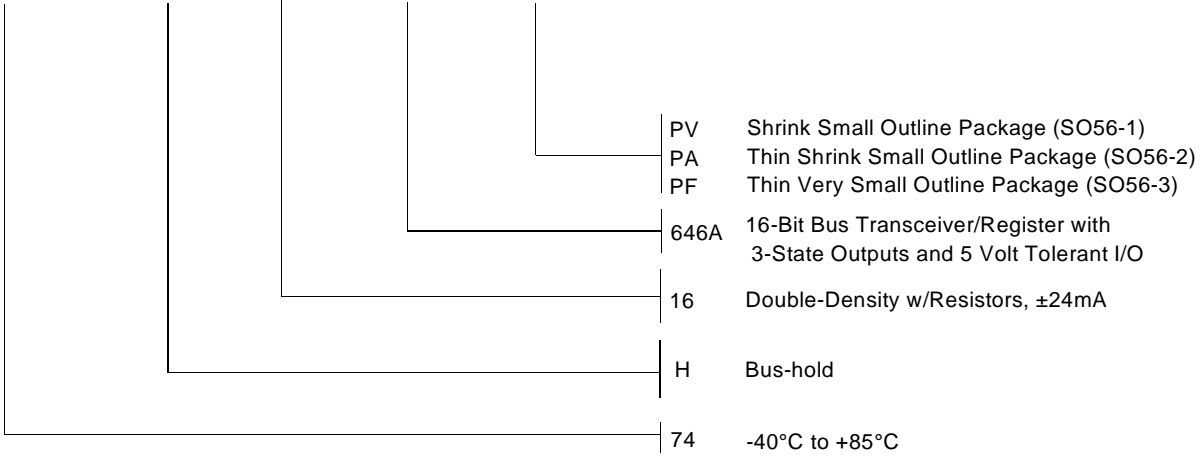 PV Shrink Small Outline Package (SO56-1)
PA Thin Shrink Small Outline Package (SO56-2)
PF Thin Very Small Outline Package (SO56-3)
646A 16-Bit Bus Transceiver/Register with
3-State Outputs and 5 Volt Tolerant I/O
16 Double-Density w/Resistors, ±24mA
H Bus-hold
74 -40°C to +85°C